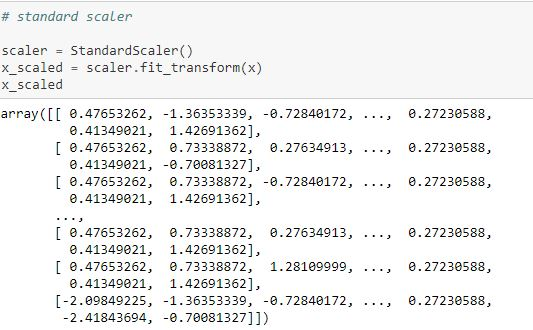 # standard scaler
scaler = StandardScaler()
x_scaled = scaler.fit_transform(x)
x_scaled
array([[ 0.47653262, -1.36353339, -0.72840172, ...,  0.27230588,
         0.41349021,  1.42691362],
       [ 0.47653262,  0.73338872,  0.27634913, ...,  0.27230588,
         0.41349021, -0.70081327],
       [ 0.47653262,  0.73338872, -0.72840172, ...,  0.27230588,
         0.41349021,  1.42691362],
       ...,
       [ 0.47653262,  0.73338872,  0.27634913, ...,  0.27230588,
         0.41349021,  1.42691362],
       [ 0.47653262,  0.73338872,  1.28109999, ...,  0.27230588,
         0.41349021,  1.42691362],
       [-2.09849225, -1.36353339, -0.72840172, ...,  0.27230588,
        -2.41843694, -0.70081327]])